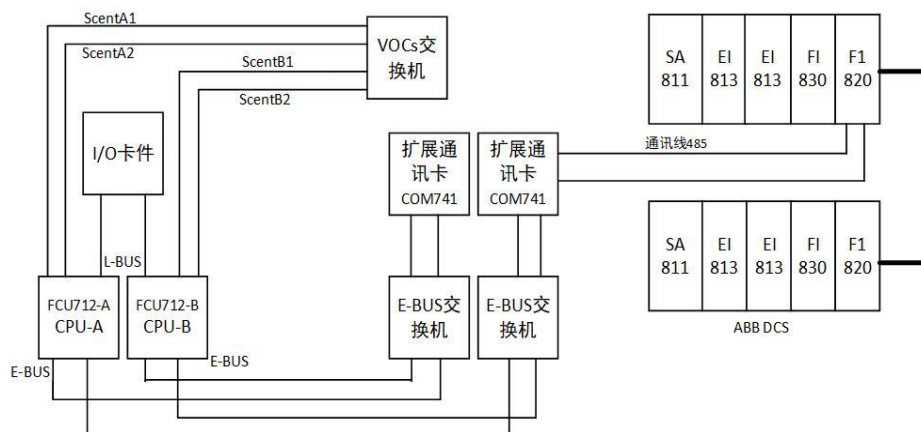 ScentA1
ScentA2
ScentB1
ScentB2
VOCs交
换机
I/O卡件
L-BUS
FCU712-A
CPU-A
FCU712-B
CPU-B
E-BUS
E-BUS
扩展通
讯卡
COM741
扩展通
讯卡
COM741
E-BUS交
换机
E-BUS交
换机
通讯线485
SA
811
EI
813
EI
813
FI
830
F1
820
SA
811
EI
813
EI
813
FI
830
F1
820
ABB DCS